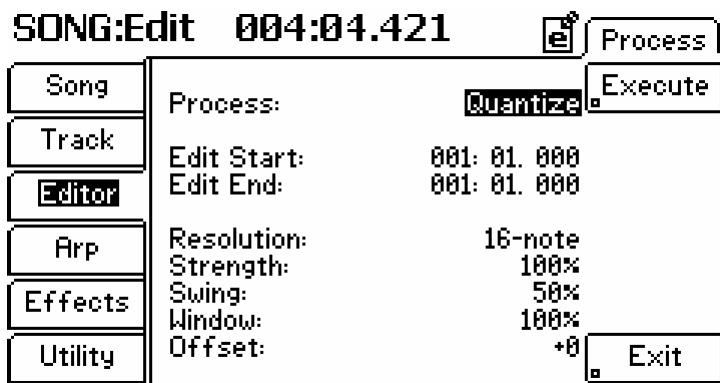 SONG:Edit 004:04.421
e
Process
Song
Track
Editor
Arp
Effects
Utility
Process: Quantize
Edit Start: 001: 01. 000
Edit End: 001: 01. 000
Resolution: 16-note
Strength: 100%
Swing: 50%
Window: 100%
Offset: +0
Execute
Exit